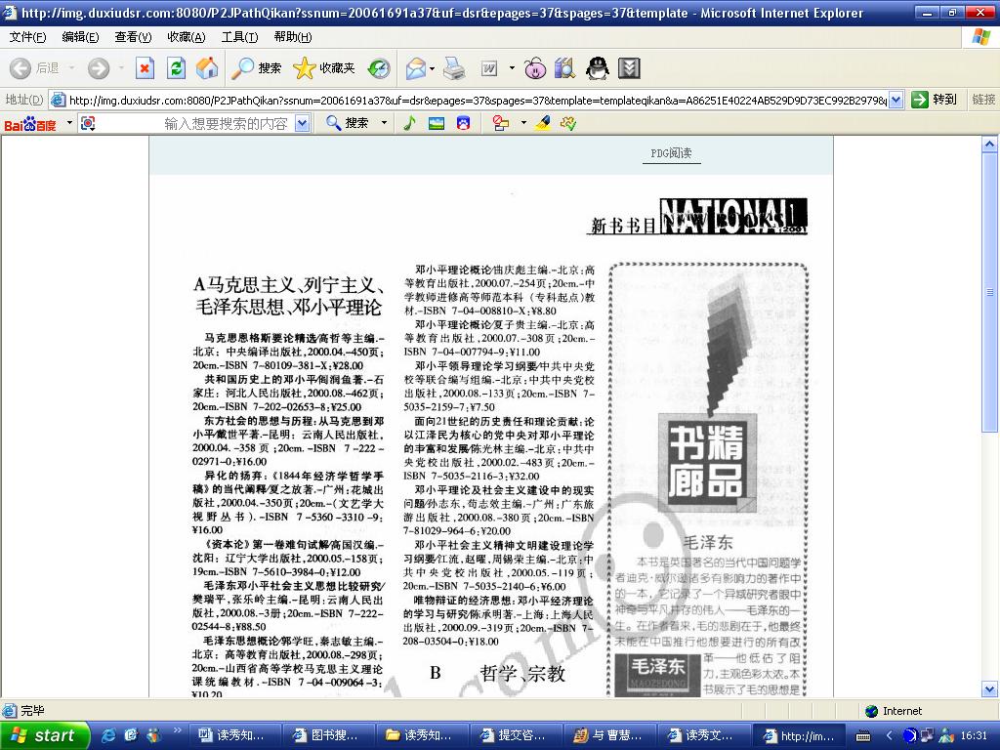 http://img.duxiudsr.com:8080/P2JPathQikan?ssnum=20061691a37&uf=dsr&epages=37&spages=37&template - Microsoft Internet Explorer
文件(F) 编辑(E) 查看(V) 收藏(A) 工具(T) 帮助(H)
后退 搜索 收藏夹
地址(D) http://img.duxiudsr.com:8080/P2JPathQikan?ssnum=20061691a37&uf=dsr&epages=37&spages=37&template=templateqikan&a=A86251E40224AB529D9D73EC992B29798 转到 链接
Bai百度 输入想要搜索的内容 搜索
PDG阅读
新书书目 NATIONAL
NEW BOOKS 1
2001
A马克思主义、列宁主义、
毛泽东思想、邓小平理论
马克思恩格斯要论精选/高哲等主编.-
北京：中央编译出版社,2000.04.-450页;
20cm.-ISBN 7-80109-381-X:¥28.00
共和国历史上的邓小平/阎润鱼著.-石
家庄：河北人民出版社,2000.08.-462页;
20cm.-ISBN 7-202-02653-8:¥25.00
东方社会的思想与历程:从马克思到邓
小平/戴世平著.-昆明：云南人民出版社,
2000.04.-358页;20cm.-ISBN 7-222-
02971-0:¥16.00
异化的扬弃:《1844年经济学哲学手
稿》的当代阐释/夏之放著.-广州:花城出
版社,2000.04.-350页;20cm.-(文艺学大
视野丛书).-ISBN 7-5360-3310-9:
¥16.00
《资本论》第一卷难句试解/高国汉编.-
沈阳：辽宁大学出版社,2000.05.-158页;
19cm.-ISBN 7-5610-3984-0:¥12.00
毛泽东邓小平社会主义思想比较研究/
樊瑞平,张乐岭主编.-昆明:云南人民出
版社,2000.08.-3册;20cm.-ISBN 7-222-
02544-8:¥88.50
毛泽东思想概论/郭学旺,秦志敏主编.-
北京：高等教育出版社,2000.08.-298页;
20cm.-山西省高等学校马克思主义理论
课统编教材.-ISBN 7-04-009064-3:
¥10.20
邓小平理论概论/曲庆彪主编.-北京:高
等教育出版社,2000.07.-254页;20cm.-中
学教师进修高等师范本科（专科起点)教
材.-ISBN 7-04-008810-X:¥8.80
邓小平理论概论/夏子贵主编.-北京:高
等教育出版社,2000.07.-308页;20cm.-
ISBN 7-04-007794-9:¥11.00
邓小平领导理论学习纲要/中共中央党
校等联合编写组编.-北京:中共中央党校
出版社,2000.08.-133页;20cm.-ISBN 7-
5035-2159-7:¥7.50
面向21世纪的历史责任和理论贡献:论
以江泽民为核心的党中央对邓小平理论
的丰富和发展/陈光林主编.-北京:中共中
央党校出版社,2000.02.-483页;20cm.-
ISBN 7-5035-2116-3:¥32.00
邓小平理论及社会主义建设中的现实
问题/孙志东,苟志效主编.-广州:广东旅
游出版社,2000.08.-380页;20cm.-ISBN
7-81029-964-6:¥20.00
邓小平社会主义精神文明建设理论学
习纲要/江流,赵曜,周锡荣主编.-北京:中
共中央党校出版社,2000.05.-119页;
20cm.-ISBN 7-5035-2140-6:¥6.00
唯物辩证的经济思想:邓小平经济理论
的学习与研究/陈承明著.-上海:上海人民
出版社,2000.09.-319页;20cm.-ISBN 7-
208-03504-0:¥18.00
B 哲学、宗教
书精
廊品
毛泽东
本书是英国著名的当代中国问题学
者迪克·威尔逊诸多有影响力的著作中
的一本，它记录了一个异域研究者眼中
神奇与平凡并存的伟人——毛泽东的一
生。在作者看来，毛的悲剧在于，他最终
未能在中国推行他想要进行的所有改
革——他低估了阻
力,主观色彩太浓。本
书展示了毛的思想是
毛泽东
MAOZEDONG
.com
完毕 Internet
start 读秀知... 图书搜... 读秀知... 提交咨... 与 曹慧... 读秀文... http://im... 16:31